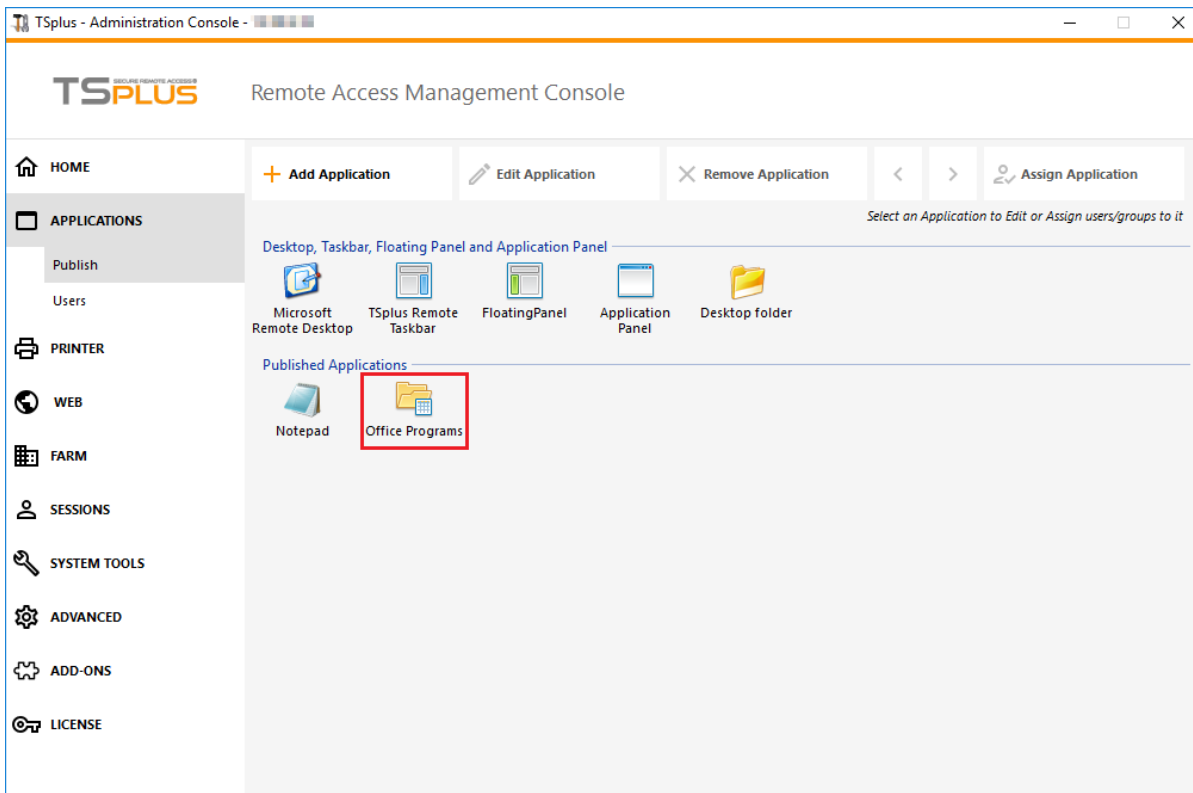 TSplus - Administration Console -
TSPLUS
SECURE REMOTE ACCESS®
Remote Access Management Console
HOME
APPLICATIONS
Publish
Users
PRINTER
WEB
FARM
SESSIONS
SYSTEM TOOLS
ADVANCED
ADD-ONS
LICENSE
Add Application
Edit Application
Remove Application
Assign Application
Select an Application to Edit or Assign users/groups to it
Desktop, Taskbar, Floating Panel and Application Panel
Microsoft
Remote Desktop
TSplus Remote
Taskbar
FloatingPanel
Application
Panel
Desktop folder
Published Applications
Notepad
Office Programs